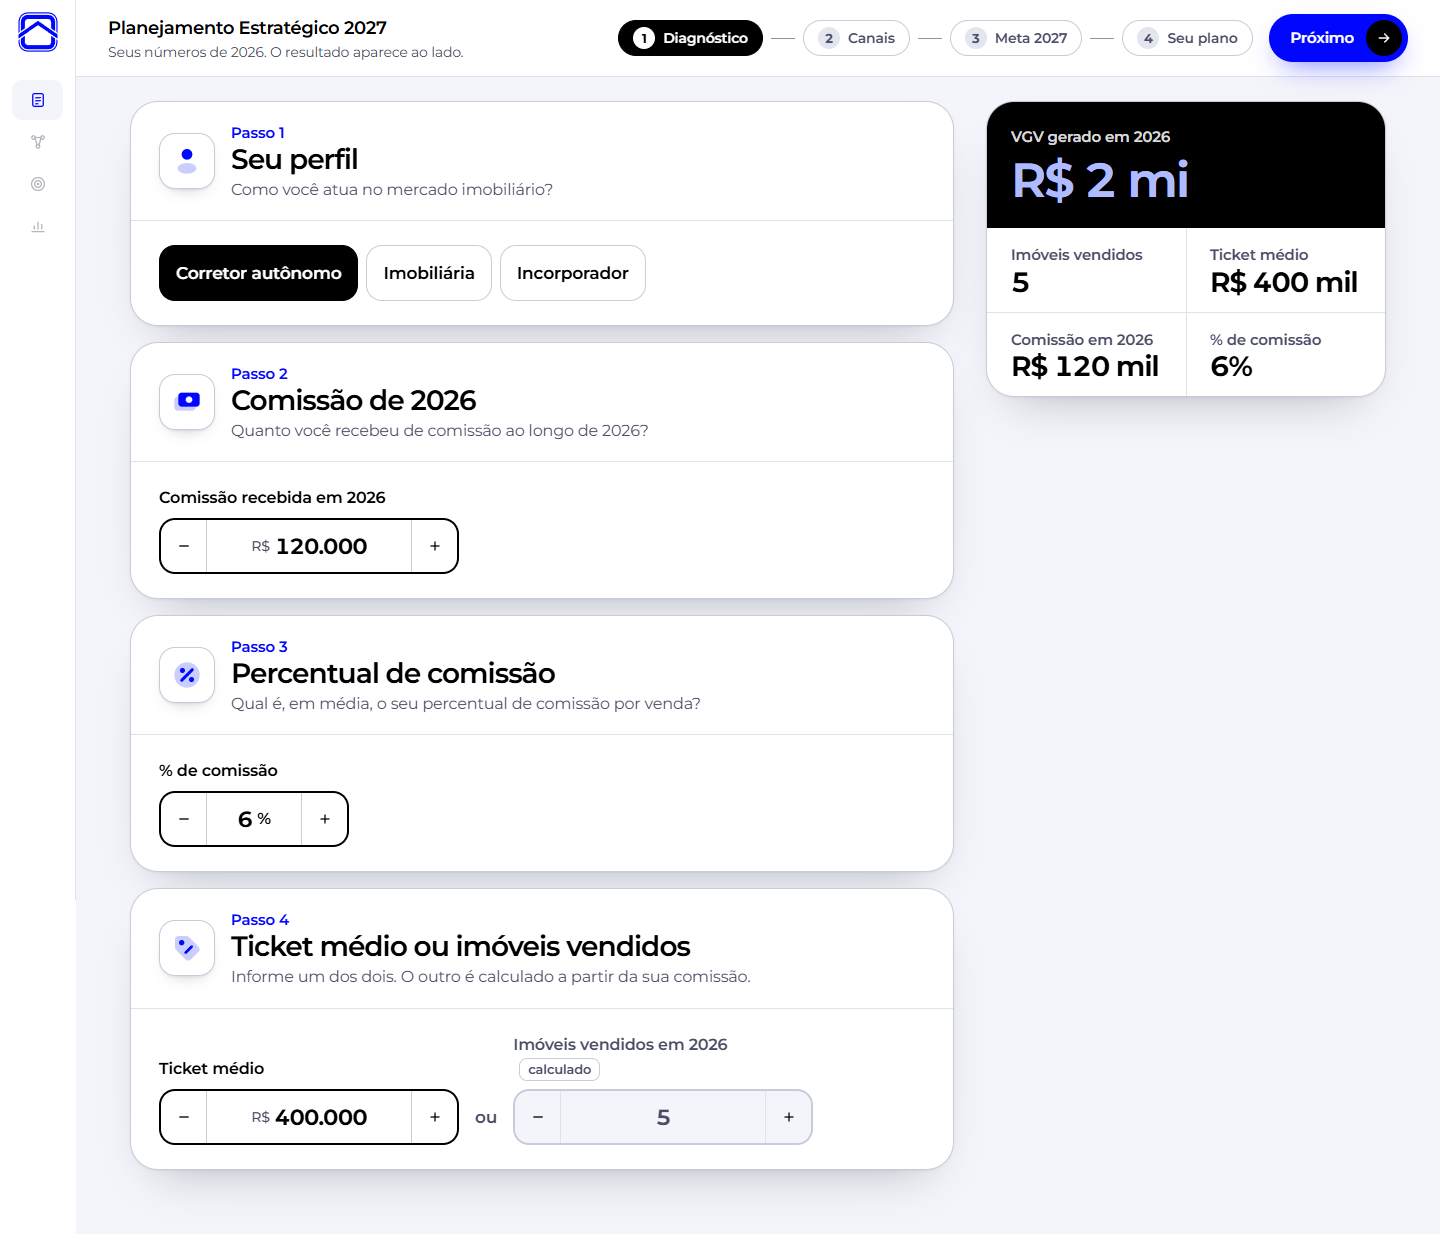 Planejamento Estratégico 2027
Seus números de 2026. O resultado aparece ao lado.
1 Diagnóstico
2 Canais
3 Meta 2027
4 Seu plano
Próximo
Passo 1
Seu perfil
Como você atua no mercado imobiliário?
Corretor autônomo
Imobiliária
Incorporador
Passo 2
Comissão de 2026
Quanto você recebeu de comissão ao longo de 2026?
Comissão recebida em 2026
− R$ 120.000 +
Passo 3
Percentual de comissão
Qual é, em média, o seu percentual de comissão por venda?
% de comissão
− 6 % +
Passo 4
Ticket médio ou imóveis vendidos
Informe um dos dois. O outro é calculado a partir da sua comissão.
Ticket médio
− R$ 400.000 +
ou
Imóveis vendidos em 2026
calculado
− 5 +
VGV gerado em 2026
R$ 2 mi
Imóveis vendidos
5
Ticket médio
R$ 400 mil
Comissão em 2026
R$ 120 mil
% de comissão
6%